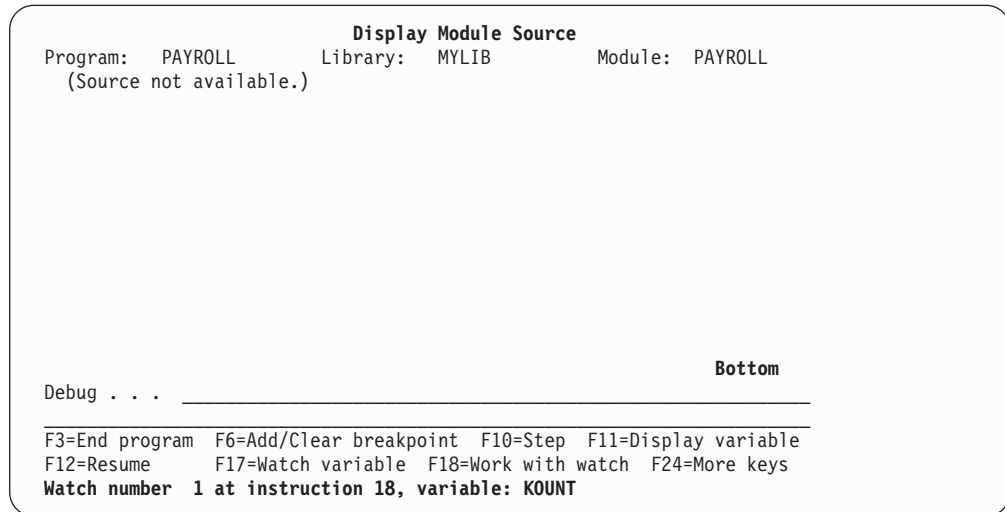 Display Module Source
Program: PAYROLL Library: MYLIB Module: PAYROLL
(Source not available.)
Bottom
Debug . . . ___________________________________________________________
________________________________________________________________________
F3=End program F6=Add/Clear breakpoint F10=Step F11=Display variable
F12=Resume F17=Watch variable F18=Work with watch F24=More keys
Watch number 1 at instruction 18, variable: KOUNT